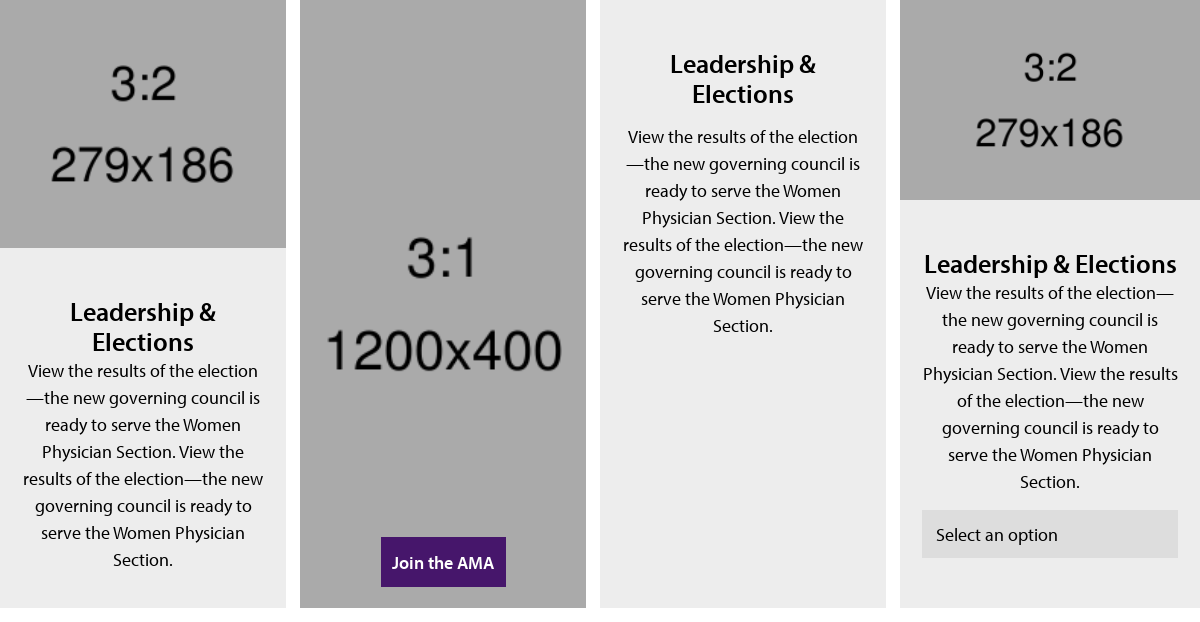 3:2
279x186
Leadership &
Elections
View the results of the election
—the new governing council is
ready to serve the Women
Physician Section. View the
results of the election—the new
governing council is ready to
serve the Women Physician
Section.
3:1
1200x400
Join the AMA
Leadership &
Elections
View the results of the election
—the new governing council is
ready to serve the Women
Physician Section. View the
results of the election—the new
governing council is ready to
serve the Women Physician
Section.
3:2
279x186
Leadership & Elections
View the results of the election—
the new governing council is
ready to serve the Women
Physician Section. View the results
of the election—the new
governing council is ready to
serve the Women Physician
Section.
Select an option